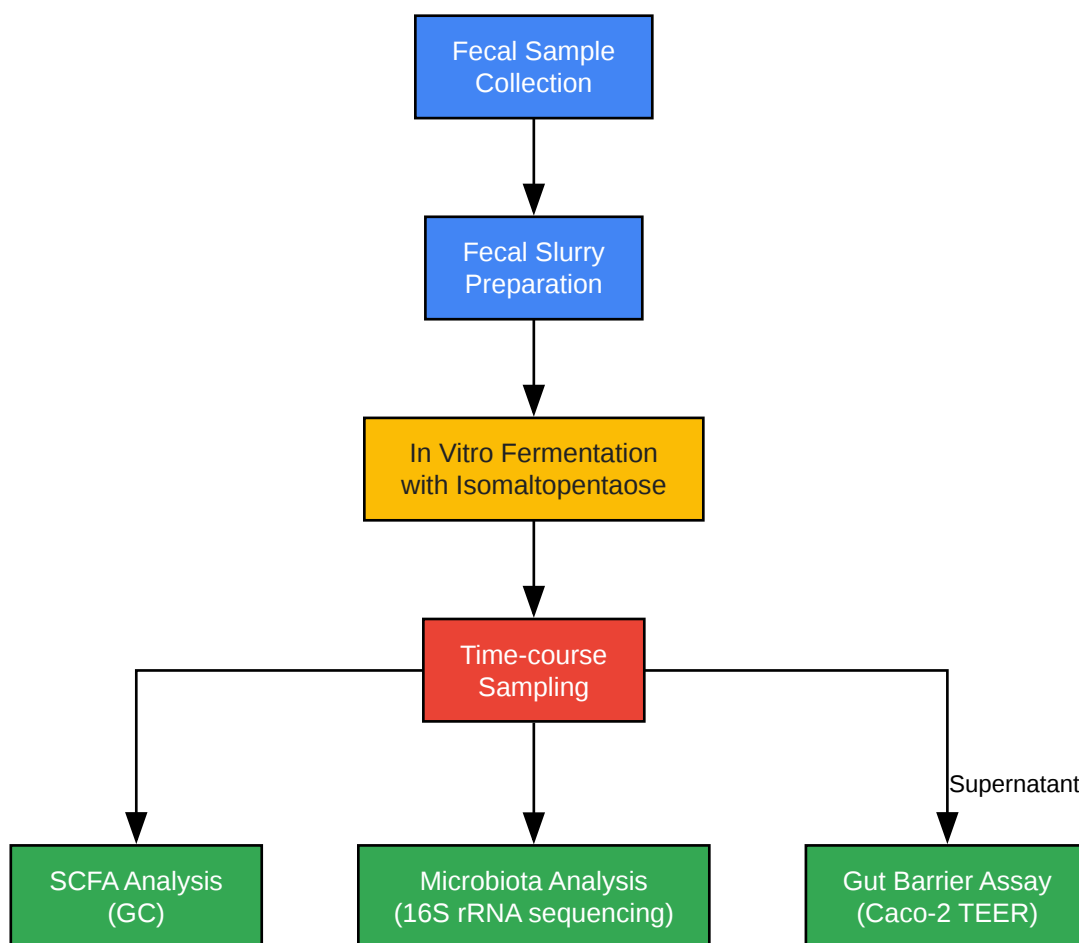 Fecal Sample
Collection
Fecal Slurry
Preparation
In Vitro Fermentation
with Isomaltopentaose
Time-course
Sampling
Supernatant
SCFA Analysis
(GC)
Microbiota Analysis
(16S rRNA sequencing)
Gut Barrier Assay
(Caco-2 TEER)